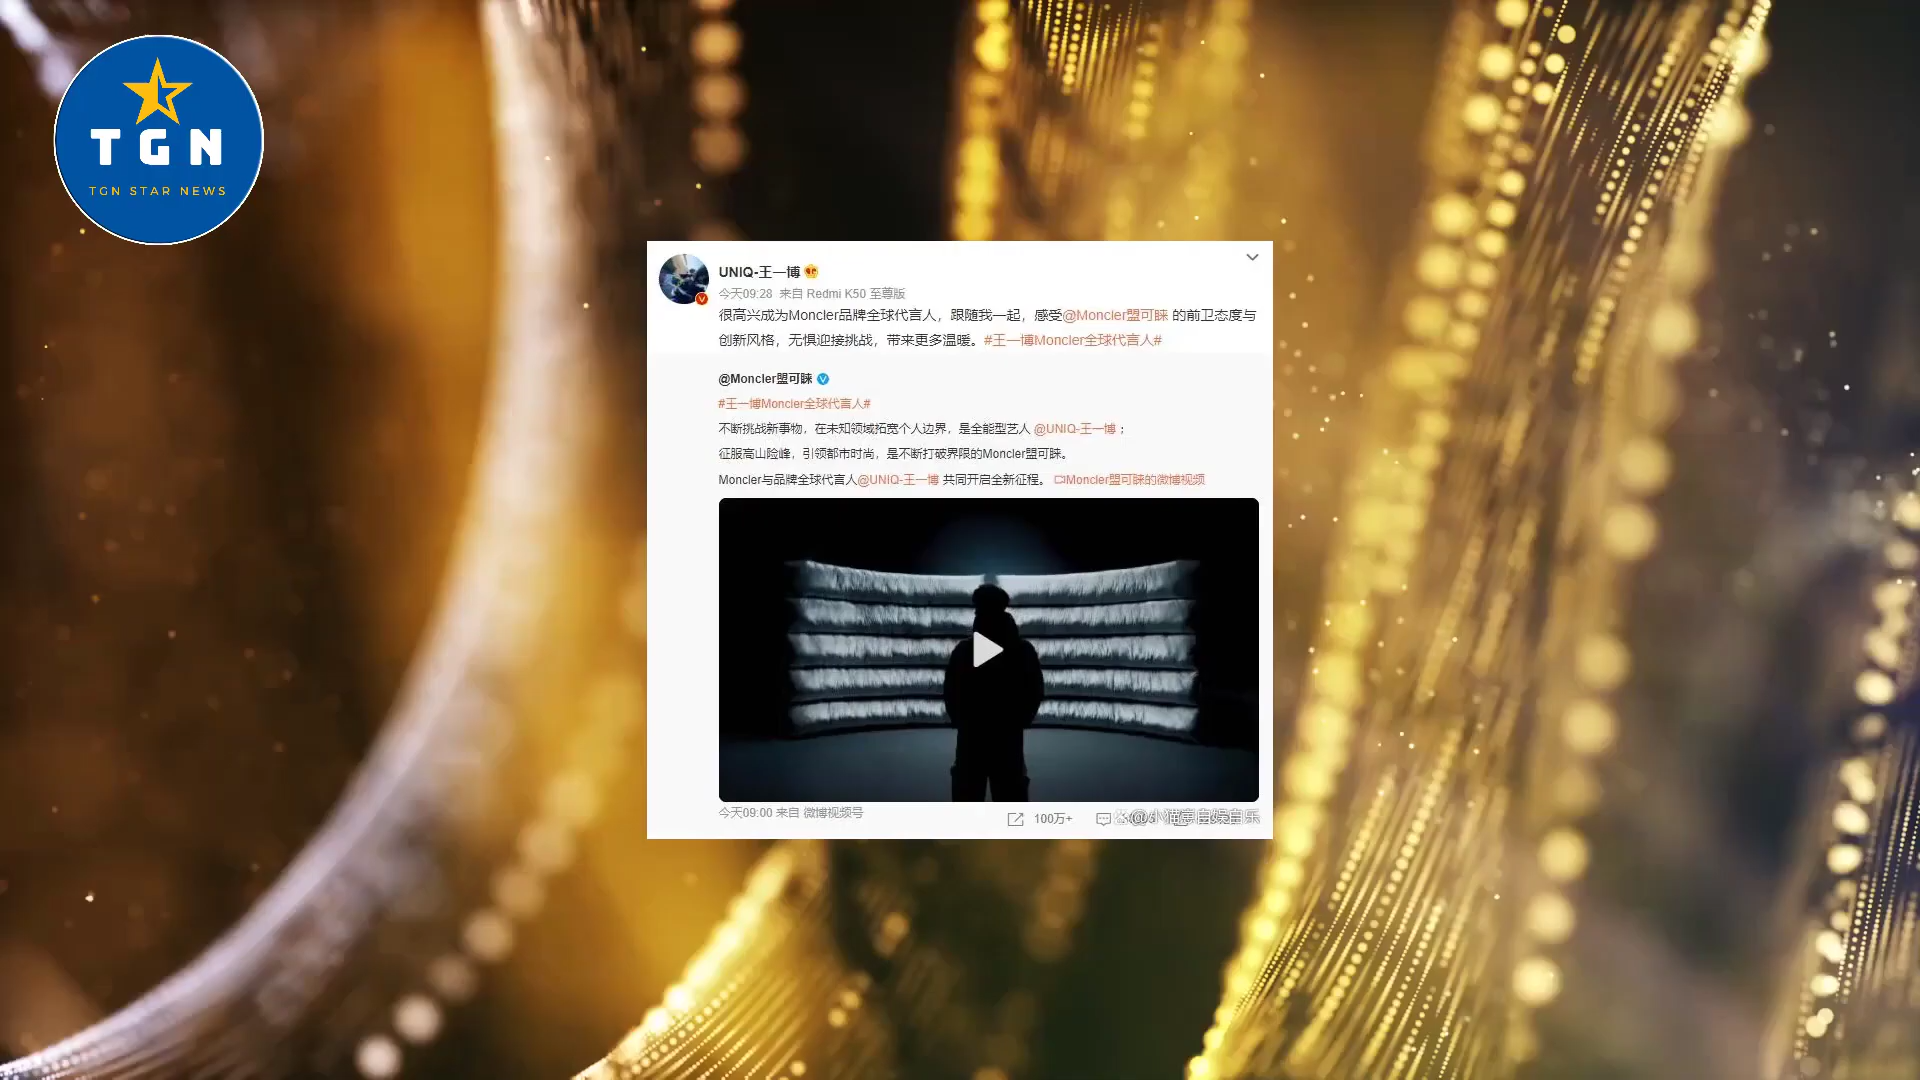 TGN
TGN STAR NEWS
UNIQ-王一博
今天09:28 来自 Redmi K50 至尊版
很高兴成为Moncler品牌全球代言人，跟随我一起，感受@Moncler盟可睐 的前卫态度与
创新风格，无惧迎接挑战，带来更多温暖。#王一博Moncler全球代言人#
@Moncler盟可睐
#王一博Moncler全球代言人#
不断挑战新事物，在未知领域拓宽个人边界，是全能型艺人 @UNIQ-王一博；
征服高山险峰，引领都市时尚，是不断打破界限的Moncler盟可睐。
Moncler与品牌全球代言人@UNIQ-王一博 共同开启全新征程。 Moncler盟可睐的微博视频
今天09:00 来自 微博视频号
100万+